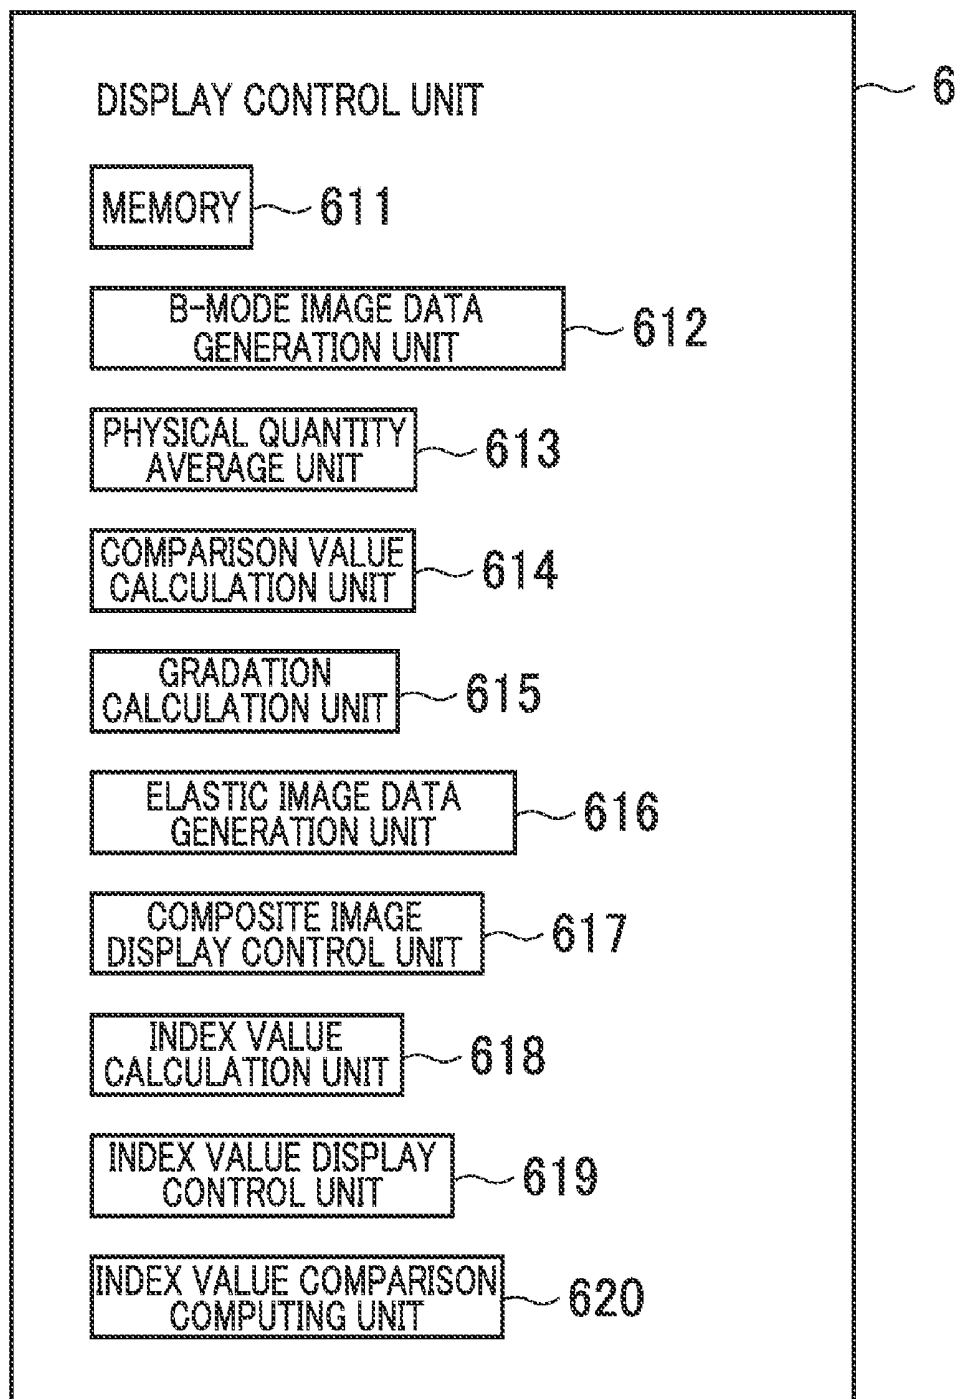 DISPLAY CONTROL UNIT
6
MEMORY
611
B-MODE IMAGE DATA
GENERATION UNIT
612
PHYSICAL QUANTITY
AVERAGE UNIT
613
COMPARISON VALUE
CALCULATION UNIT
614
GRADATION
CALCULATION UNIT
615
ELASTIC IMAGE DATA
GENERATION UNIT
616
COMPOSITE IMAGE
DISPLAY CONTROL UNIT
617
INDEX VALUE
CALCULATION UNIT
618
INDEX VALUE DISPLAY
CONTROL UNIT
619
INDEX VALUE COMPARISON
COMPUTING UNIT
620